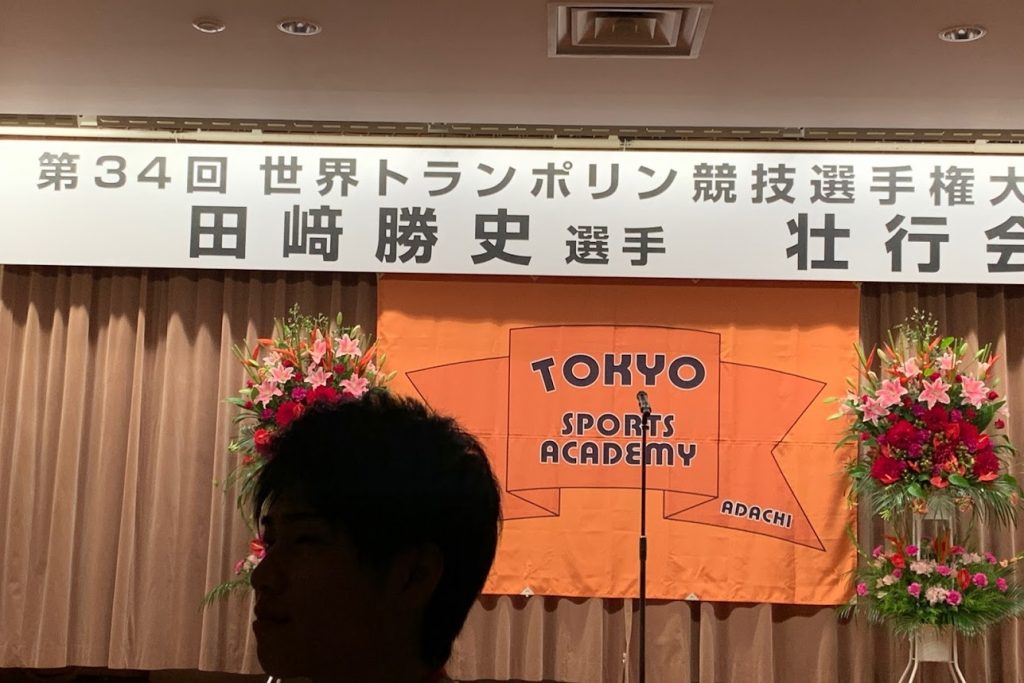 第34回 世界トランポリン競技選手権大
田﨑勝史 選手 壮行会
TOKYO
SPORTS
ACADEMY
ADACHI